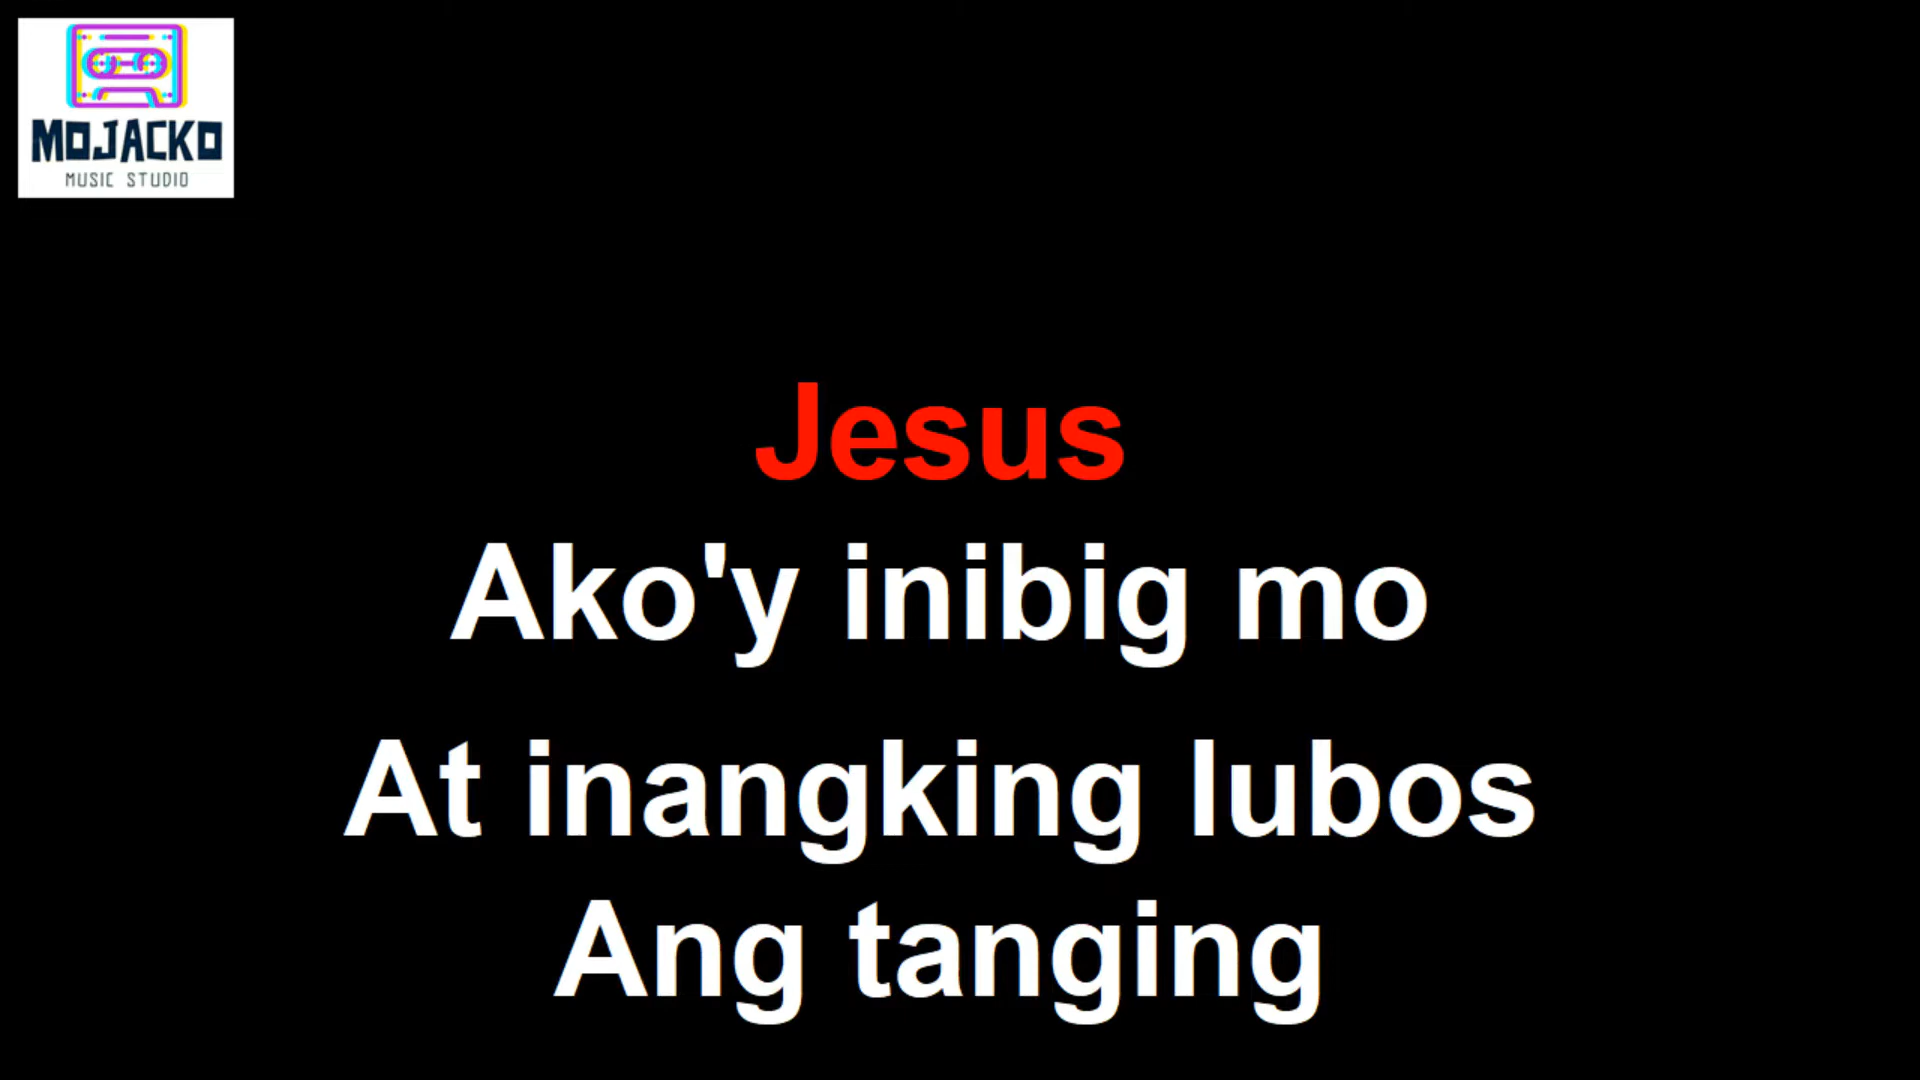 MOJACKO
MUSIC STUDIO
Jesus
Ako'y inibig mo
At inangking lubos
Ang tanging